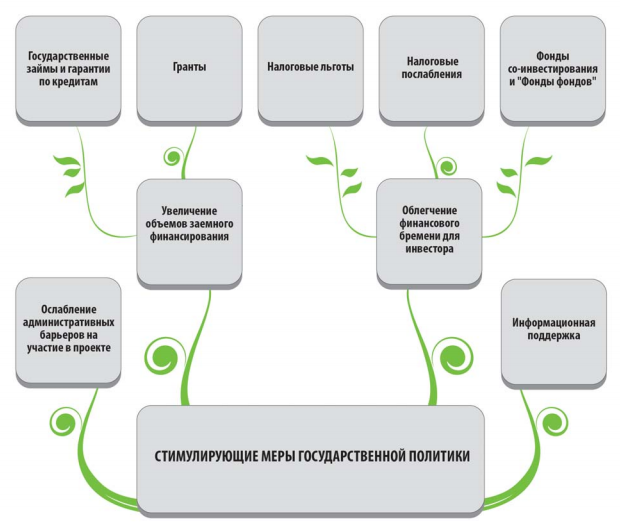 Государственные
займы и гарантии
по кредитам
Гранты
Налоговые льготы
Налоговые
послабления
Фонды
со-инвестирования
и "Фонды фондов"
Увеличение
объемов заемного
финансирования
Облегчение
финансового
бремени для
инвестора
Ослабление
административных
барьеров на
участие в проекте
Информационная
поддержка
СТИМУЛИРУЮЩИЕ МЕРЫ ГОСУДАРСТВЕННОЙ ПОЛИТИКИ